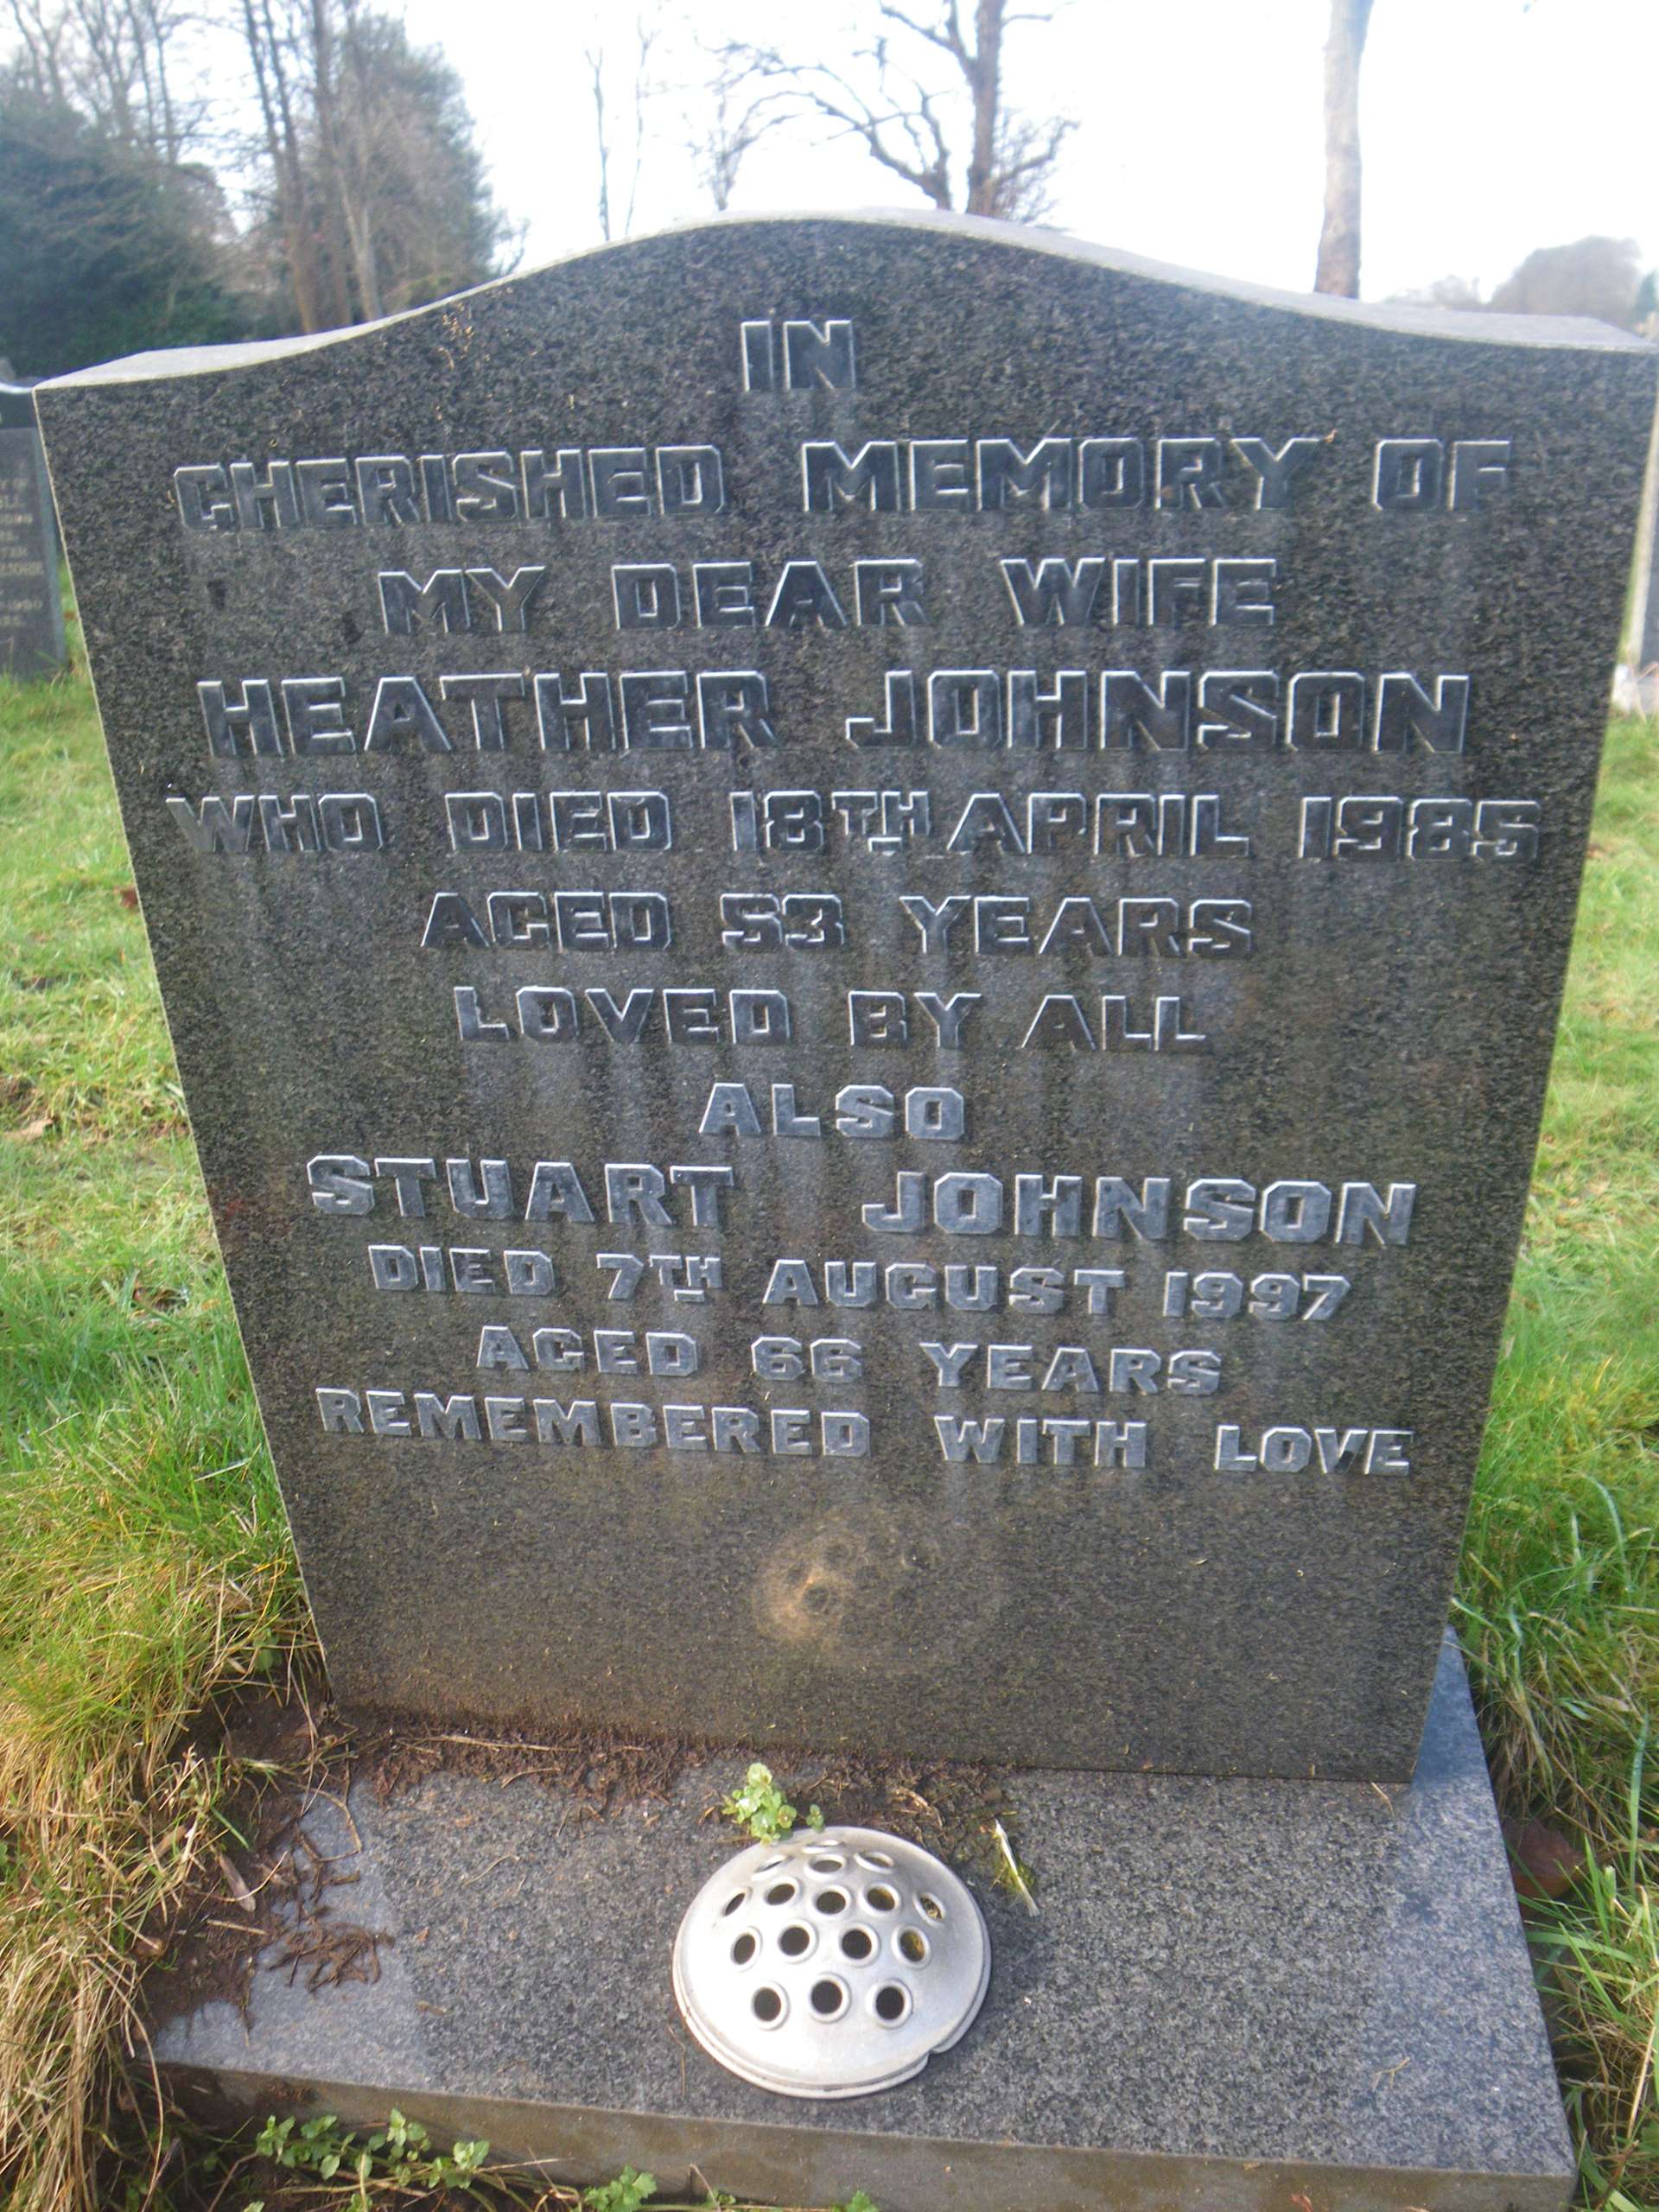 IN
CHERISHED MEMORY OF
MY DEAR WIFE
HEATHER JOHNSON
WHO DIED 18TH APRIL 1985
AGED 53 YEARS
LOVED BY ALL
ALSO
STUART JOHNSON
DIED 7TH AUGUST 1997
AGED 66 YEARS
REMEMBERED WITH LOVE